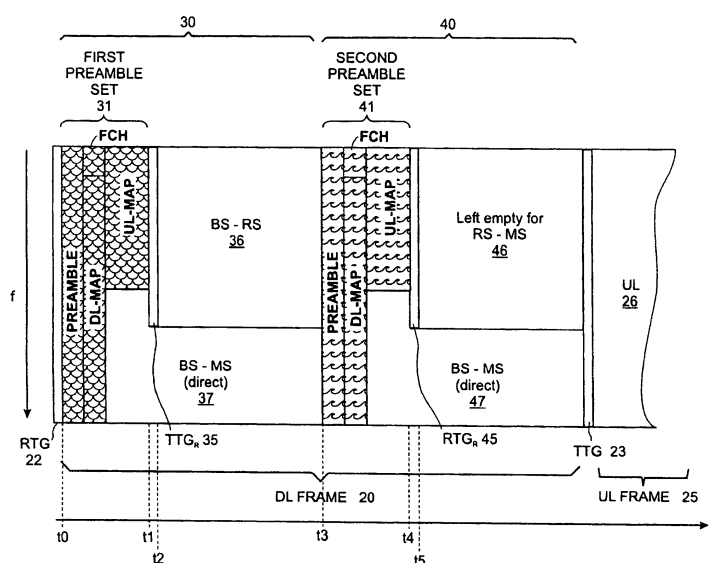 30
40
FIRST
PREAMBLE
SET
31
SECOND
PREAMBLE
SET
41
FCH
FCH
PREAMBLE
DL-MAP
UL-MAP
BS - RS
36
PREAMBLE
DL-MAP
UL-MAP
Left empty for
RS - MS
46
UL
26
f
BS - MS
(direct)
37
BS - MS
(direct)
47
RTG
22
TTGR 35
RTGR 45
TTG 23
DL FRAME 20
UL FRAME 25
t0
t1
t2
t3
t4
t5